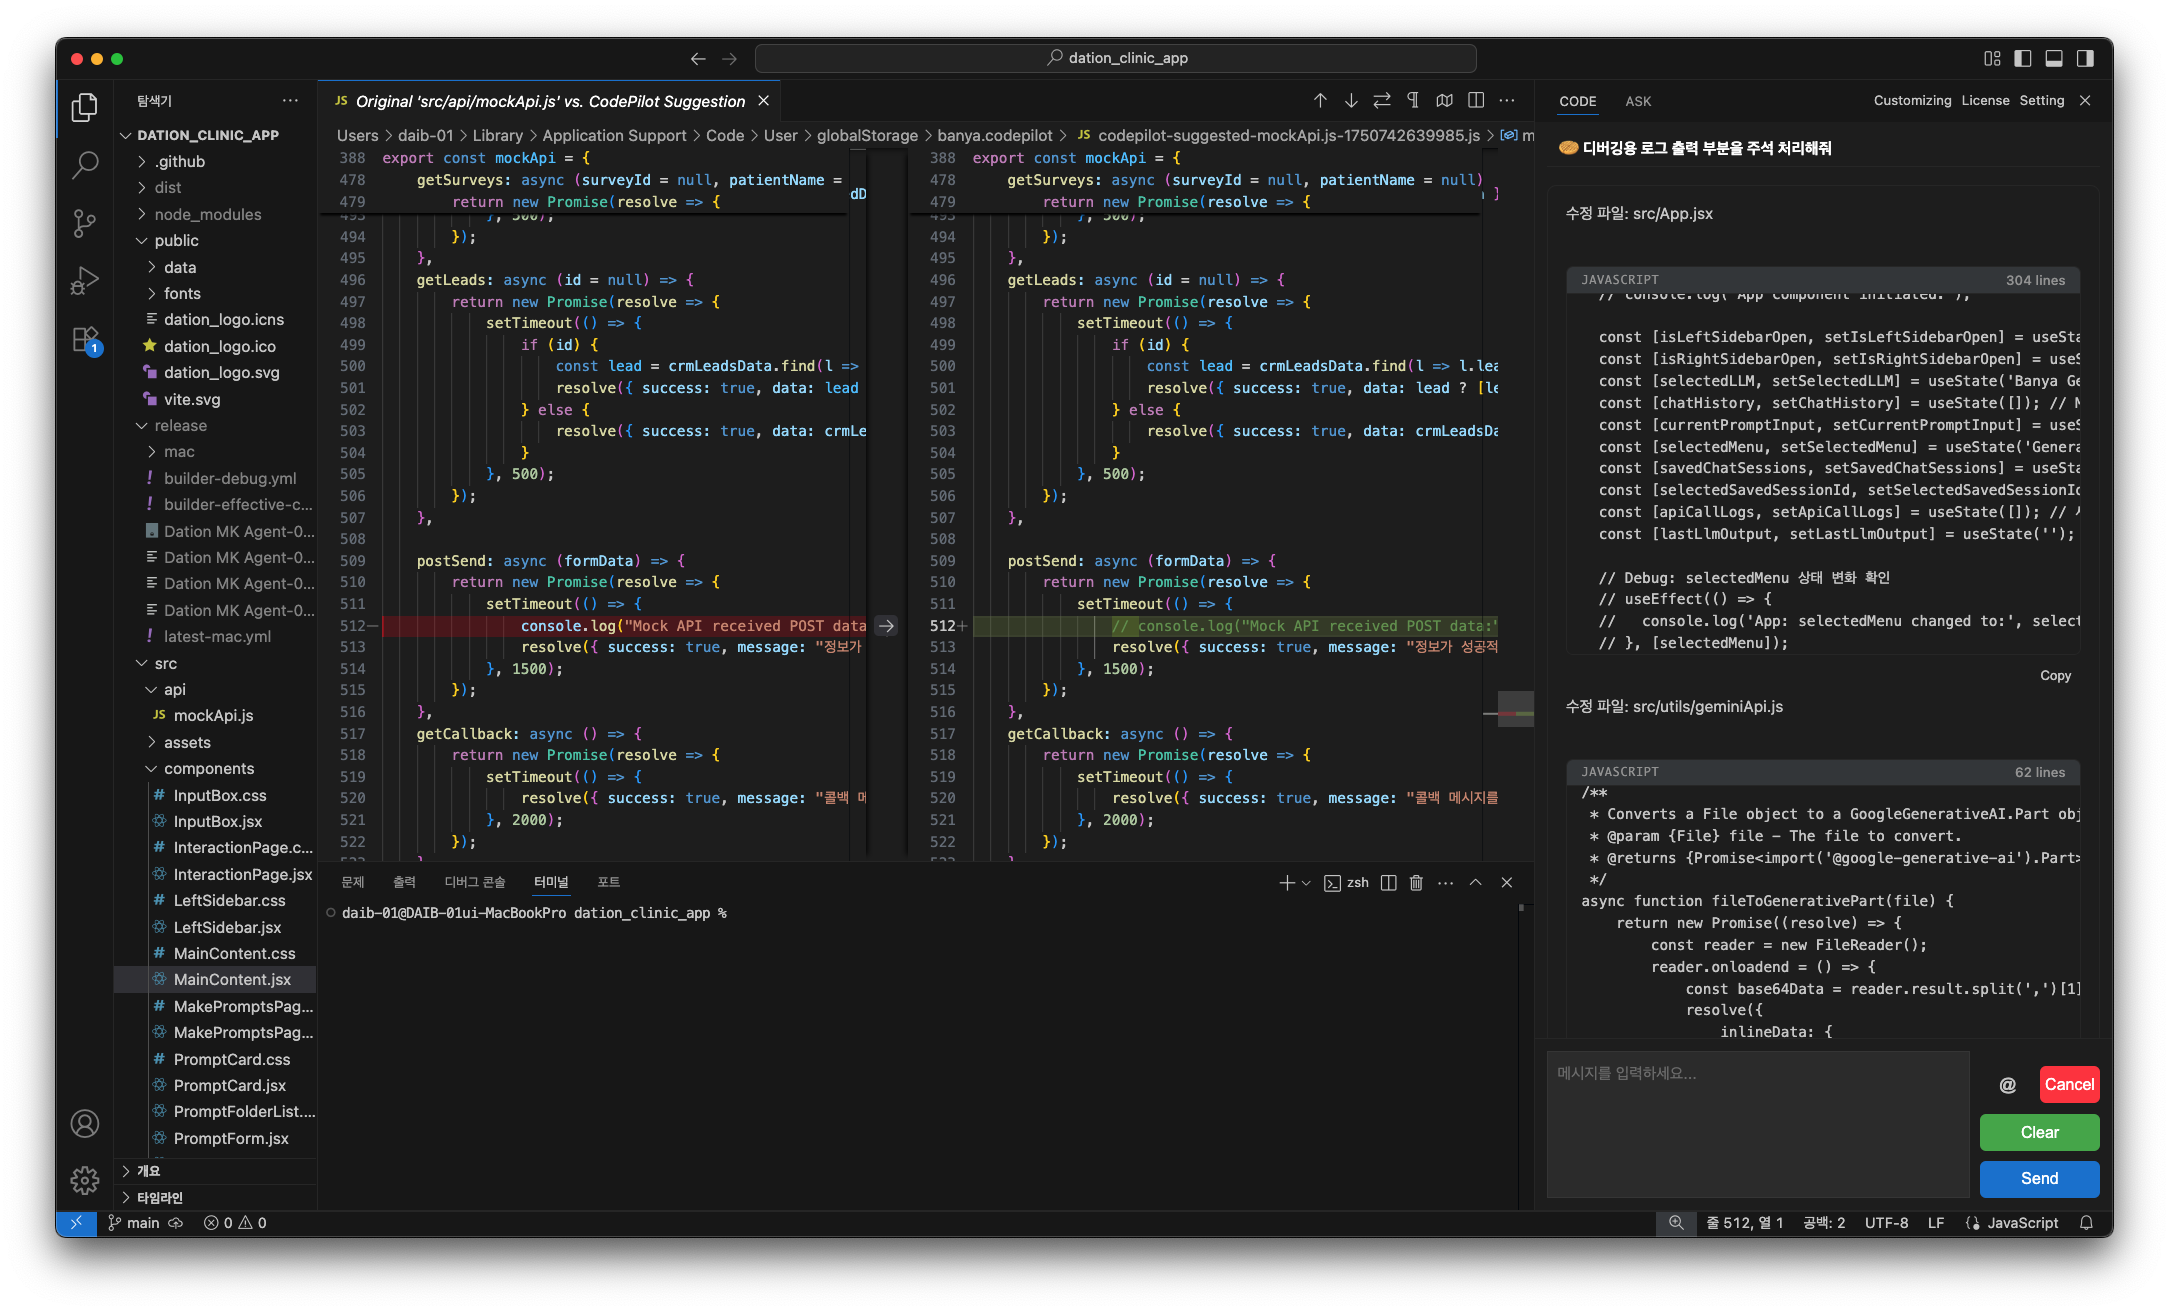 dation_clinic_app
탐색기
DATION_CLINIC_APP
.github
dist
node_modules
public
data
fonts
dation_logo.icns
dation_logo.ico
dation_logo.svg
vite.svg
release
mac
builder-debug.yml
builder-effective-c...
Dation MK Agent-0...
Dation MK Agent-0...
Dation MK Agent-0...
Dation MK Agent-0...
latest-mac.yml
src
api
JS mockApi.js
assets
components
# InputBox.css
InputBox.jsx
# InteractionPage.c...
InteractionPage.jsx
# LeftSidebar.css
LeftSidebar.jsx
# MainContent.css
MainContent.jsx
# MakePromptsPag...
MakePromptsPag...
# PromptCard.css
PromptCard.jsx
PromptFolderList....
PromptForm.jsx
개요
타임라인
JS Original 'src/api/mockApi.js' vs. CodePilot Suggestion
Users > daib-01 > Library > Application Support > Code > User > globalStorage > banya.codepilot > JS codepilot-suggested-mockApi.js-1750742639985.js > m
388 export const mockApi = {
478 getSurveys: async (surveyId = null, patientName =
479 return new Promise(resolve => {
493 }, 500);
494 });
495 },
496 getLeads: async (id = null) => {
497 return new Promise(resolve => {
498 setTimeout(() => {
499 if (id) {
500 const lead = crmLeadsData.find(l =>
501 resolve({ success: true, data: lead
502 } else {
503 resolve({ success: true, data: crmLe
504 }
505 }, 500);
506 });
507 },
508
509 postSend: async (formData) => {
510 return new Promise(resolve => {
511 setTimeout(() => {
512— console.log("Mock API received POST data
513 resolve({ success: true, message: "정보가
514 }, 1500);
515 });
516 },
517 getCallback: async () => {
518 return new Promise(resolve => {
519 setTimeout(() => {
520 resolve({ success: true, message: "콜백 메
521 }, 2000);
522 });
388 export const mockApi = {
478 getSurveys: async (surveyId = null, patientName = null)
479 return new Promise(resolve => {
493 }, 500);
494 });
495 },
496 getLeads: async (id = null) => {
497 return new Promise(resolve => {
498 setTimeout(() => {
499 if (id) {
500 const lead = crmLeadsData.find(l => l.lea
501 resolve({ success: true, data: lead ? [le
502 } else {
503 resolve({ success: true, data: crmLeadsDa
504 }
505 }, 500);
506 });
507 },
508
509 postSend: async (formData) => {
510 return new Promise(resolve => {
511 setTimeout(() => {
512+ // console.log("Mock API received POST data:"
513 resolve({ success: true, message: "정보가 성공적
514 }, 1500);
515 });
516 },
517 getCallback: async () => {
518 return new Promise(resolve => {
519 setTimeout(() => {
520 resolve({ success: true, message: "콜백 메시지를
521 }, 2000);
522 });
문제 출력 디버그 콘솔 터미널 포트
zsh
daib-01@DAIB-01ui-MacBookPro dation_clinic_app %
CODE ASK Customizing License Setting
디버깅용 로그 출력 부분을 주석 처리해줘
수정 파일: src/App.jsx
JAVASCRIPT 304 lines
// console.log('App component initiated.');
const [isLeftSidebarOpen, setIsLeftSidebarOpen] = useSta
const [isRightSidebarOpen, setIsRightSidebarOpen] = useS
const [selectedLLM, setSelectedLLM] = useState('Banya Ge
const [chatHistory, setChatHistory] = useState([]); // M
const [currentPromptInput, setCurrentPromptInput] = useS
const [selectedMenu, setSelectedMenu] = useState('Genera
const [savedChatSessions, setSavedChatSessions] = useSta
const [selectedSavedSessionId, setSelectedSavedSessionId
const [apiCallLogs, setApiCallLogs] = useState([]); //
const [lastLlmOutput, setLastLlmOutput] = useState('');
// Debug: selectedMenu 상태 변화 확인
// useEffect(() => {
// console.log('App: selectedMenu changed to:', select
// }, [selectedMenu]);
Copy
수정 파일: src/utils/geminiApi.js
JAVASCRIPT 62 lines
/**
* Converts a File object to a GoogleGenerativeAI.Part obj
* @param {File} file – The file to convert.
* @returns {Promise<import('@google-generative-ai').Part>
*/
async function fileToGenerativePart(file) {
return new Promise((resolve) => {
const reader = new FileReader();
reader.onloadend = () => {
const base64Data = reader.result.split(',')[1]
resolve({
inlineData: {
메시지를 입력하세요...
@ Cancel
Clear
Send
main 0 0
줄 512, 열 1 공백: 2 UTF-8 LF JavaScript
1